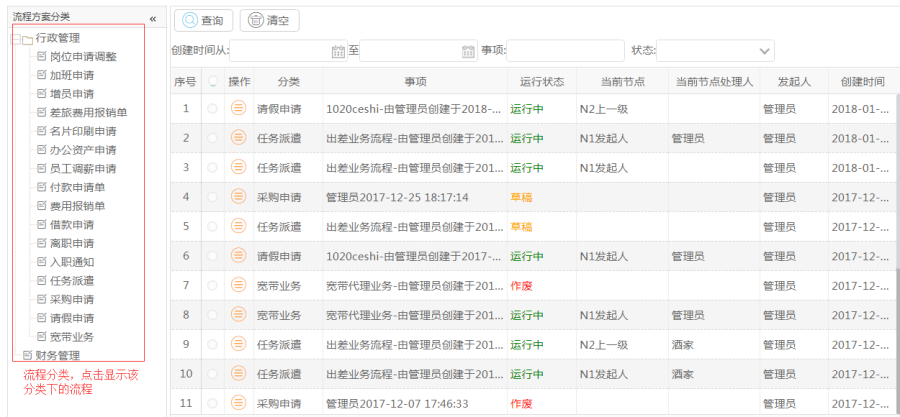 流程方案分类 «
行政管理
岗位申请调整
加班申请
增员申请
差旅费用报销单
名片印刷申请
办公资产申请
员工调薪申请
付款申请单
费用报销单
借款申请
离职申请
入职通知
任务派遣
采购申请
请假申请
宽带业务
财务管理
流程分类，点击显示该
分类下的流程
查询 清空
创建时间从: 至 事项: 状态:
序号 操作 分类 事项 运行状态 当前节点 当前节点处理人 发起人 创建时间
1 请假申请 1020ceshi-由管理员创建于2018-... 运行中 N2上一级 管理员 2018-01-...
2 任务派遣 出差业务流程-由管理员创建于201... 运行中 N1发起人 管理员 管理员 2018-01-...
3 任务派遣 出差业务流程-由管理员创建于201... 运行中 N1发起人 管理员 2018-01-...
4 采购申请 管理员2017-12-25 18:17:14 草稿 管理员 2017-12-...
5 任务派遣 出差业务流程-由管理员创建于201... 草稿 管理员 2017-12-...
6 请假申请 1020ceshi-由管理员创建于2017-... 运行中 N1发起人 管理员 管理员 2017-12-...
7 宽带业务 宽带代理业务-由管理员创建于201... 作废 管理员 2017-12-...
8 宽带业务 宽带代理业务-由管理员创建于201... 运行中 N1发起人 管理员 管理员 2017-12-...
9 任务派遣 出差业务流程-由管理员创建于201... 运行中 N2上一级 酒家 管理员 2017-12-...
10 任务派遣 出差业务流程-由管理员创建于201... 运行中 N1发起人 酒家 管理员 2017-12-...
11 采购申请 管理员2017-12-07 17:46:33 作废 管理员 2017-12-...